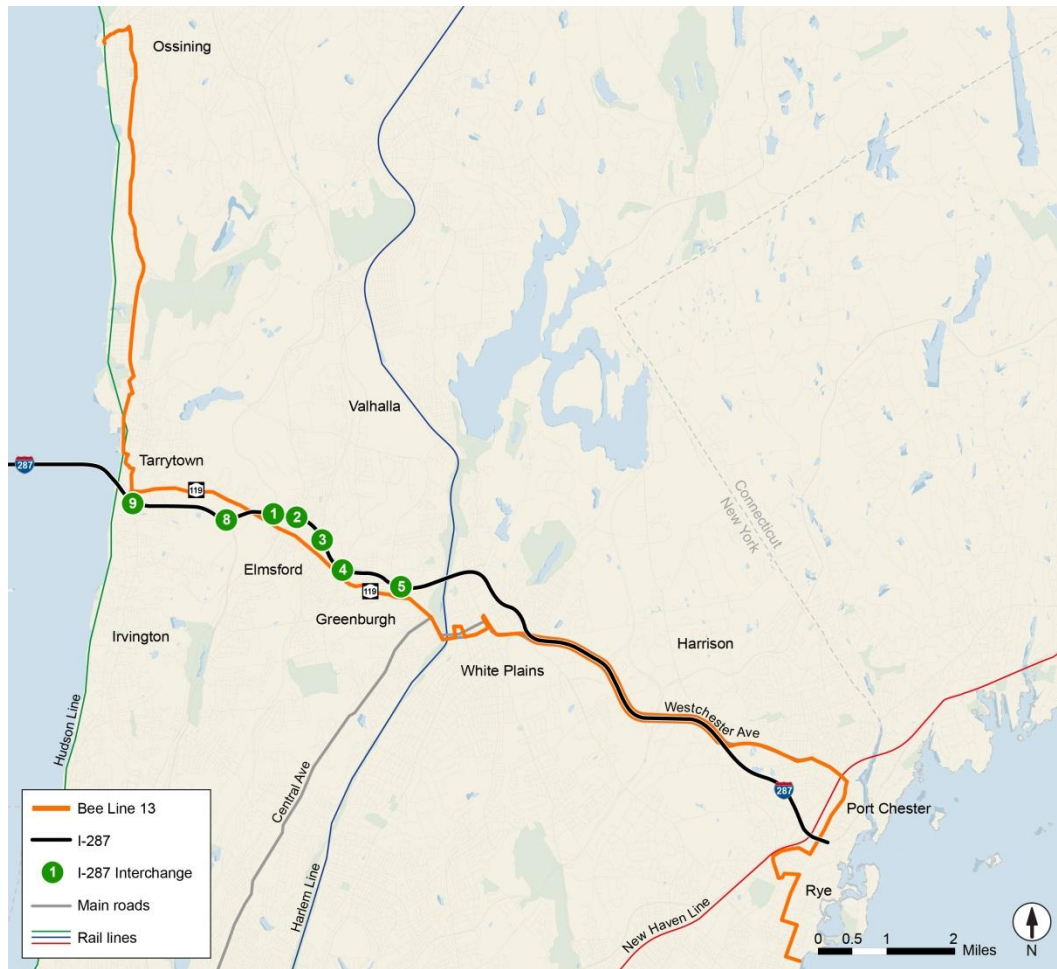 Ossining
Valhalla
Tarrytown
287
119
9
8
1
2
3
4
5
Elmsford
119
Greenburgh
Irvington
White Plains
Harrison
Connecticut
New York
Westchester Ave
287
Port Chester
Rye
Hudson Line
Central Ave
Harlem Line
New Haven Line
Bee Line 13
I-287
1 I-287 Interchange
Main roads
Rail lines
0 0.5 1 2
Miles
N